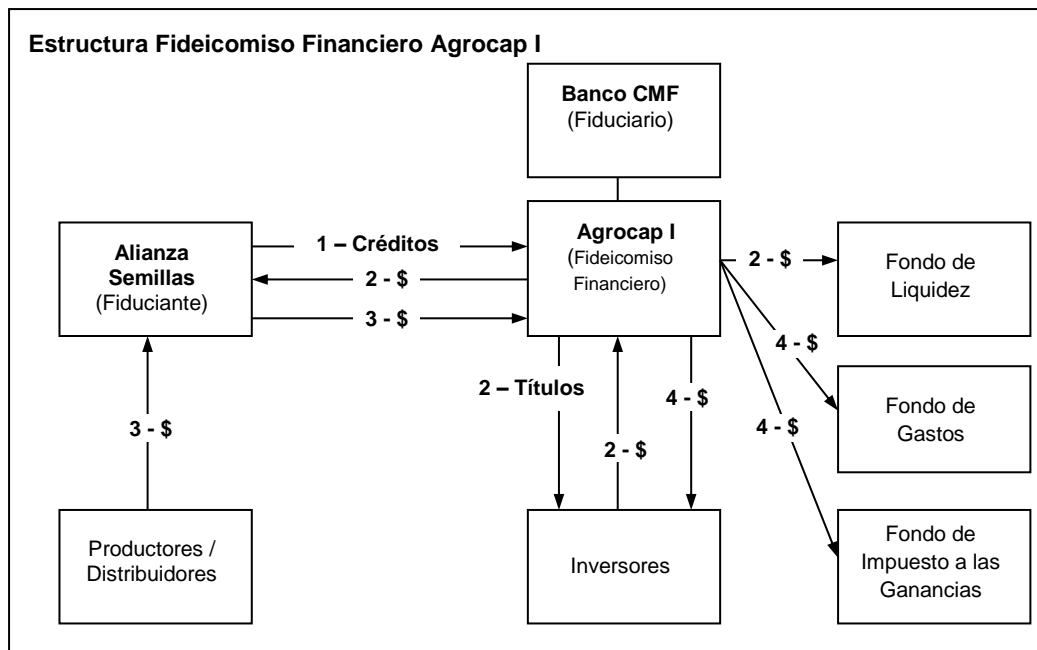 Estructura Fideicomiso Financiero Agrocap I
Banco CMF
(Fiduciario)
Alianza
Semillas
(Fiduciante)
1 – Créditos
2 - $
3 - $
Agrocap I
(Fideicomiso
Financiero)
2 - $
Fondo de
Liquidez
4 - $
Fondo de
Gastos
4 - $
Fondo de
Impuesto a las
Ganancias
3 - $
Productores /
Distribuidores
2 – Títulos
2 - $
4 - $
Inversores